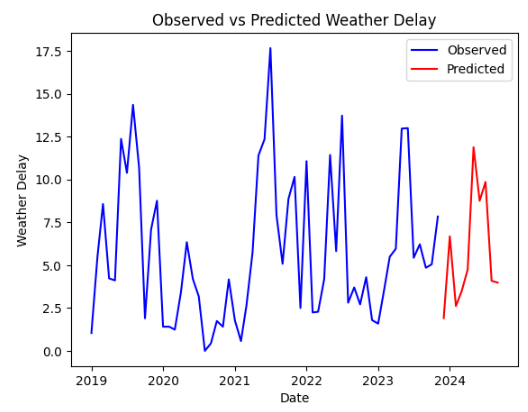 Observed vs Predicted Weather Delay
Observed
Predicted
17.5
15.0
12.5
10.0
7.5
5.0
2.5
0.0
Weather Delay
2019 2020 2021 2022 2023 2024
Date